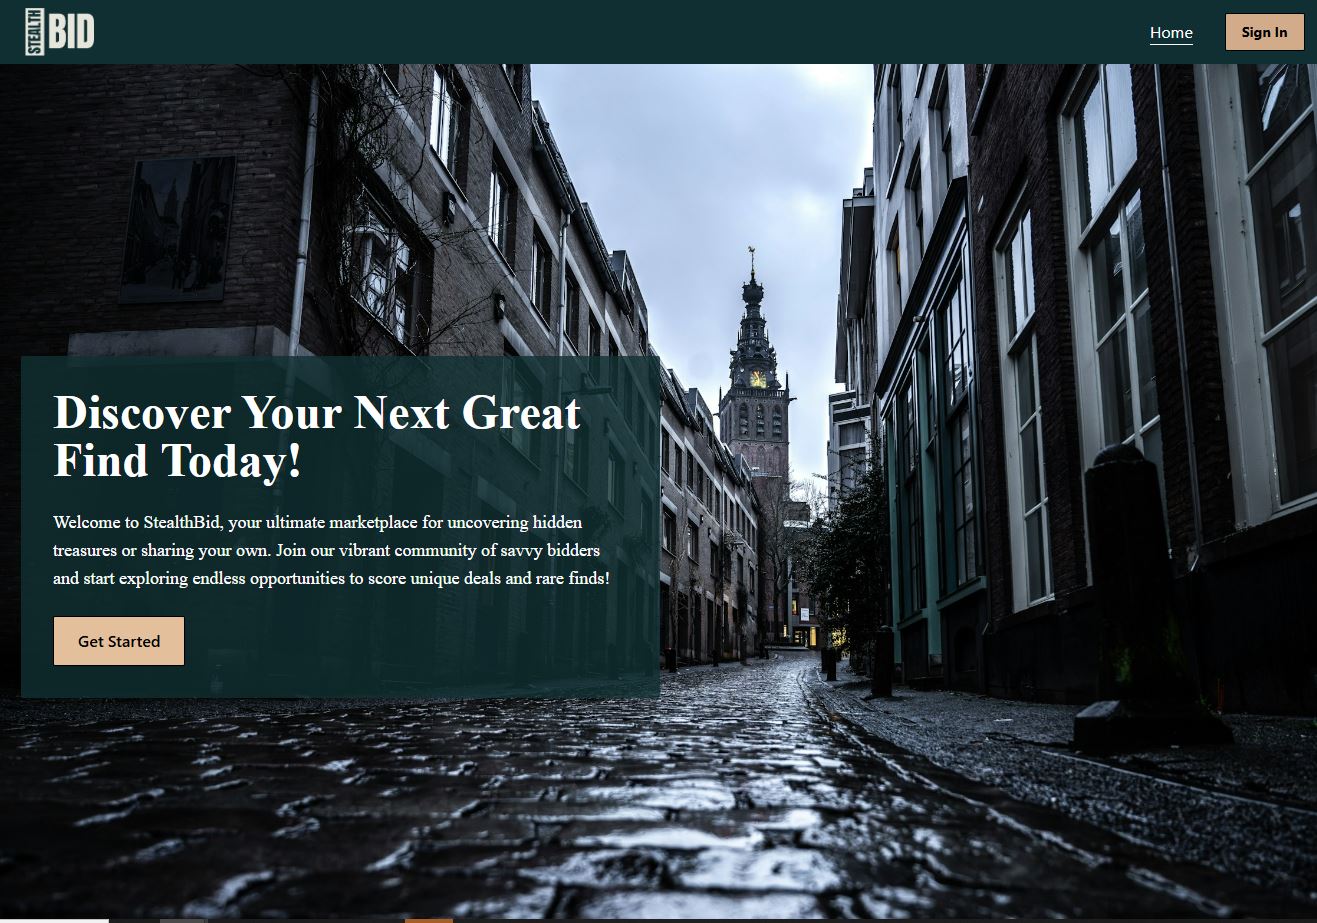 STEALTH BID
Home
Sign In
Discover Your Next Great
Find Today!
Welcome to StealthBid, your ultimate marketplace for uncovering hidden
treasures or sharing your own. Join our vibrant community of savvy bidders
and start exploring endless opportunities to score unique deals and rare finds!
Get Started